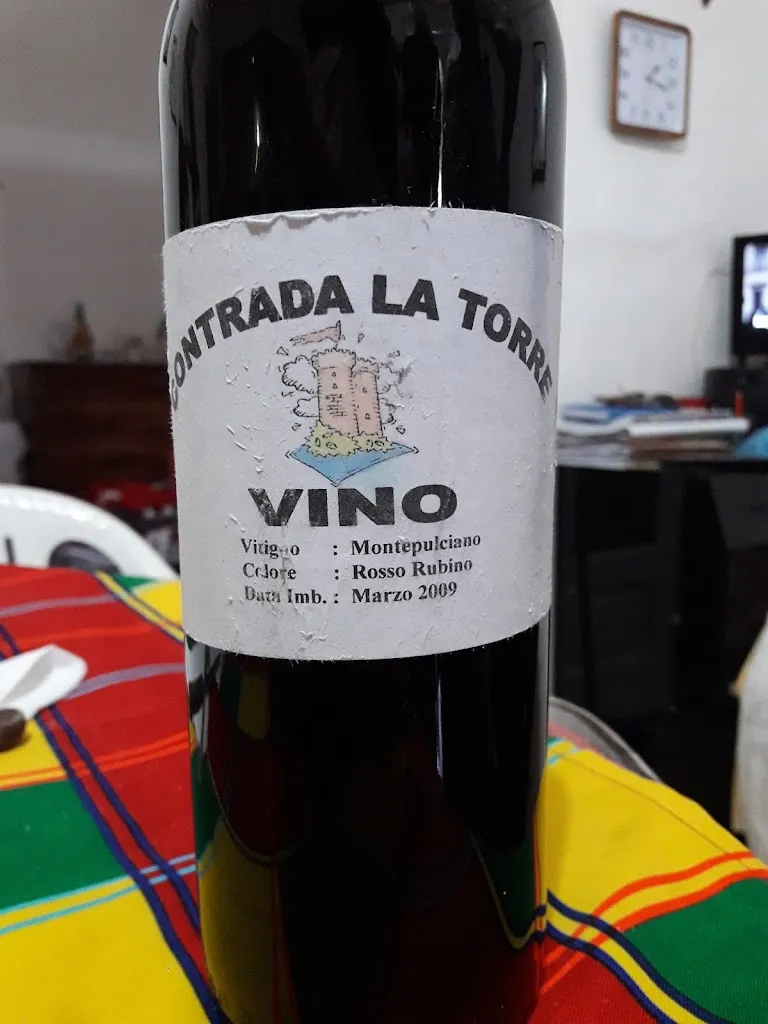 CONTRADA LA TORRE
VINO
Vitigno : Montepulciano
Colore : Rosso Rubino
Data Imb. : Marzo 2009